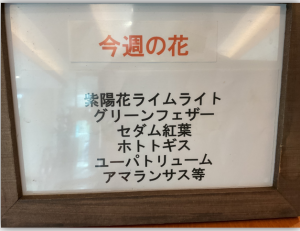 今週の花
紫陽花ライムライト
グリーンフェザー
セダム紅葉
ホトトギス
ユーパトリューム
アマランサス等